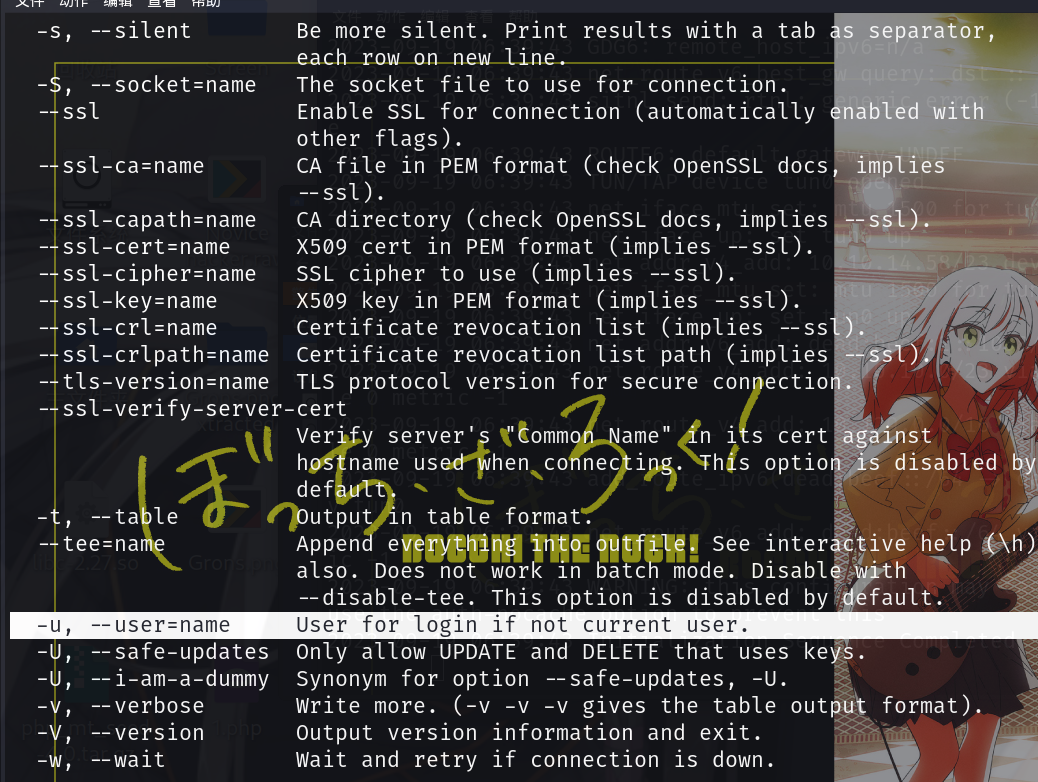 文件 动作 编辑 查看 帮助
-s, --silent        Be more silent. Print results with a tab as separator,
                    each row on new line.
-S, --socket=name   The socket file to use for connection.
--ssl               Enable SSL for connection (automatically enabled with
                    other flags).
--ssl-ca=name       CA file in PEM format (check OpenSSL docs, implies
                    --ssl).
--ssl-capath=name   CA directory (check OpenSSL docs, implies --ssl).
--ssl-cert=name     X509 cert in PEM format (implies --ssl).
--ssl-cipher=name   SSL cipher to use (implies --ssl).
--ssl-key=name      X509 key in PEM format (implies --ssl).
--ssl-crl=name      Certificate revocation list (implies --ssl).
--ssl-crlpath=name  Certificate revocation list path (implies --ssl).
--tls-version=name  TLS protocol version for secure connection.
--ssl-verify-server-cert
                    Verify server's "Common Name" in its cert against
                    hostname used when connecting. This option is disabled by
                    default.
-t, --table         Output in table format.
--tee=name          Append everything into outfile. See interactive help (\h)
                    also. Does not work in batch mode. Disable with
                    --disable-tee. This option is disabled by default.
-u, --user=name     User for login if not current user.
-U, --safe-updates  Only allow UPDATE and DELETE that uses keys.
-U, --i-am-a-dummy  Synonym for option --safe-updates, -U.
-v, --verbose       Write more. (-v -v -v gives the table output format).
-V, --version       Output version information and exit.
-w, --wait          Wait and retry if connection is down.
ぼっち・ざ・ろっく!
BOCCHI THE ROCK!